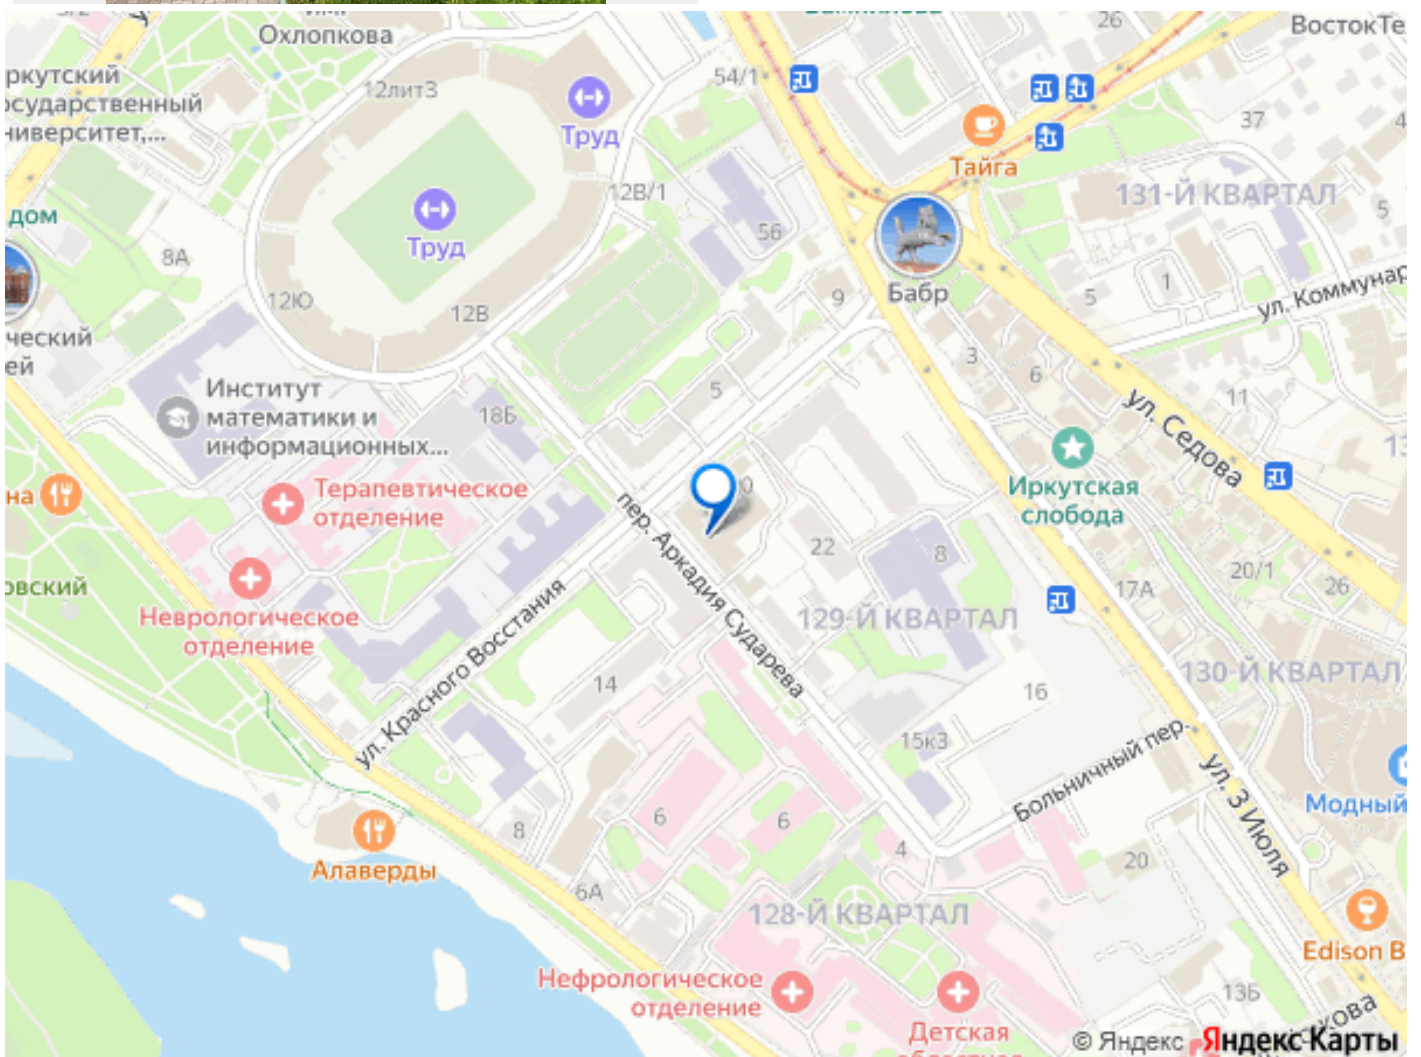 Охлопкова
ВостокТе
26
ркутский
осударственный
ниверситет,...
12лит3
54/1
Труд
37
Тайга
131-Й КВАРТАЛ
12В/1
5
дом
Труд
56
8А
1
Бабр
5
ул. Коммунар
12Ю
12В
9
ческий
ей
3
6
Институт
математики и
информационных...
18Б
5
11
ул. Седова
на
Терапевтическое
отделение
Иркутская
слобода
пер. Аркадия Сударева
22
8
20/1
26
17А
овский
Неврологическое
отделение
ул. Красного Восстания
129-Й КВАРТАЛ
130-Й КВАРТАЛ
14
16
15к3
Больничный пер.
ул. 3 Июля
Модный
8
6
6
4
20
Алаверды
6А
128-Й КВАРТАЛ
Edison B
Нефрологическое
отделение
13Б
Детская
© Яндекс Яндекс Карты